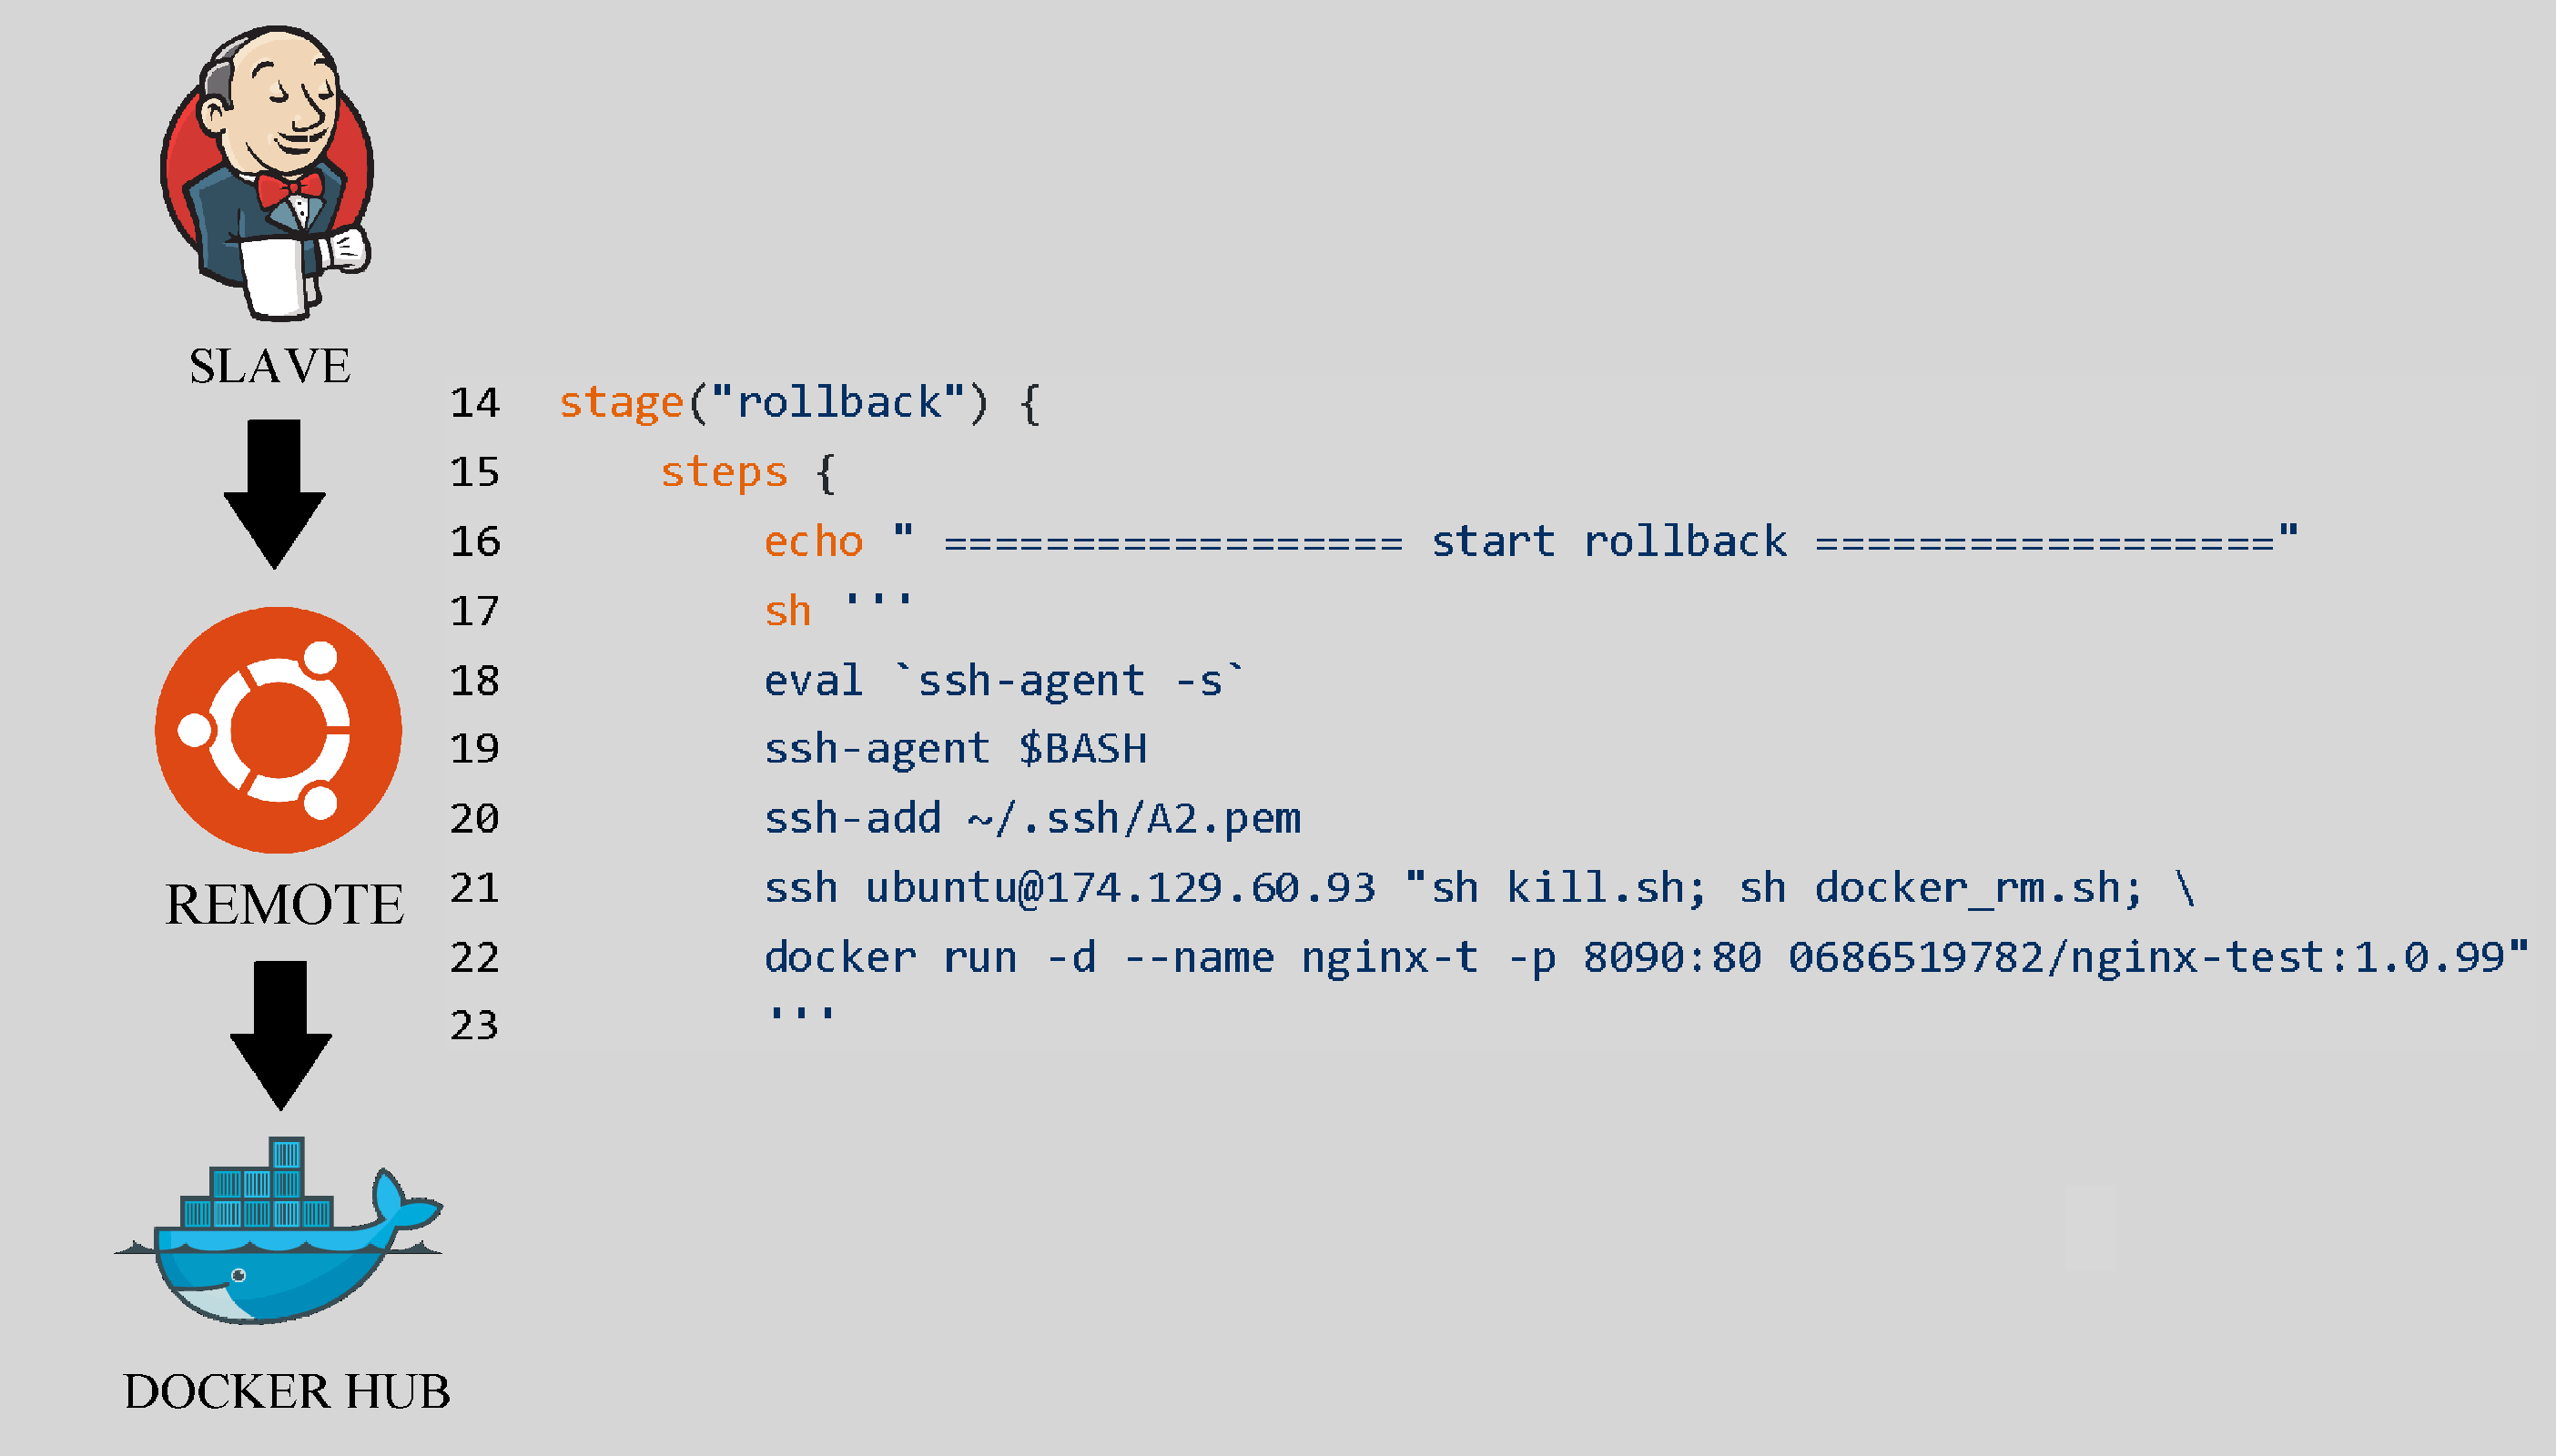 SLAVE
14 stage("rollback") {
15 steps {
16 echo " ================== start rollback =================="
17 sh '''
18 eval `ssh-agent -s`
19 ssh-agent $BASH
20 ssh-add ~/.ssh/A2.pem
REMOTE
21 ssh ubuntu@174.129.60.93 "sh kill.sh; sh docker_rm.sh; \
22 docker run -d --name nginx-t -p 8090:80 0686519782/nginx-test:1.0.99"
23 '''
DOCKER HUB